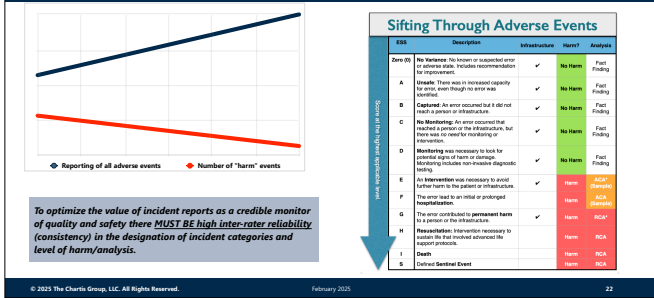 Reporting of all adverse events
Number of "harm" events
To optimize the value of incident reports as a credible monitor
of quality and safety there MUST BE high inter-rater reliability
(consistency) in the designation of incident categories and
level of harm/analysis.
Sifting Through Adverse Events
Score at the highest applicable level.
ESS Description Infrastructure Harm? Analysis
Zero (0) No Variance: No known or suspected error
or adverse state. Includes recommendation
for improvement. ✔ No Harm Fact
Finding
A Unsafe: There was in increased capacity
for error, even though no error was
identified. ✔ No Harm Fact
Finding
B Captured: An error occurred but it did not
reach a person or infrastructure. ✔ No Harm Fact
Finding
C No Monitoring: An error occurred that
reached a person or the infrastructure, but
there was no need for monitoring or
intervention. ✔ No Harm Fact
Finding
D Monitoring was necessary to look for
potential signs of harm or damage.
Monitoring includes non-invasive diagnostic
testing. ✔ No Harm Fact
Finding
E An Intervention was necessary to avoid
further harm to the patient or infrastructure. ✔ Harm ACA*
(Sample)
F The error lead to an initial or prolonged
hospitalization. Harm ACA
(Sample)
G The error contributed to permanent harm
to a person or the infrastructure. ✔ Harm RCA*
H Resuscitation: Intervention necessary to
sustain life that involved advanced life
support protocols. Harm RCA
I Death Harm RCA
S Defined Sentinel Event Harm RCA
© 2025 The Chartis Group, LLC. All Rights Reserved.
February 2025
22